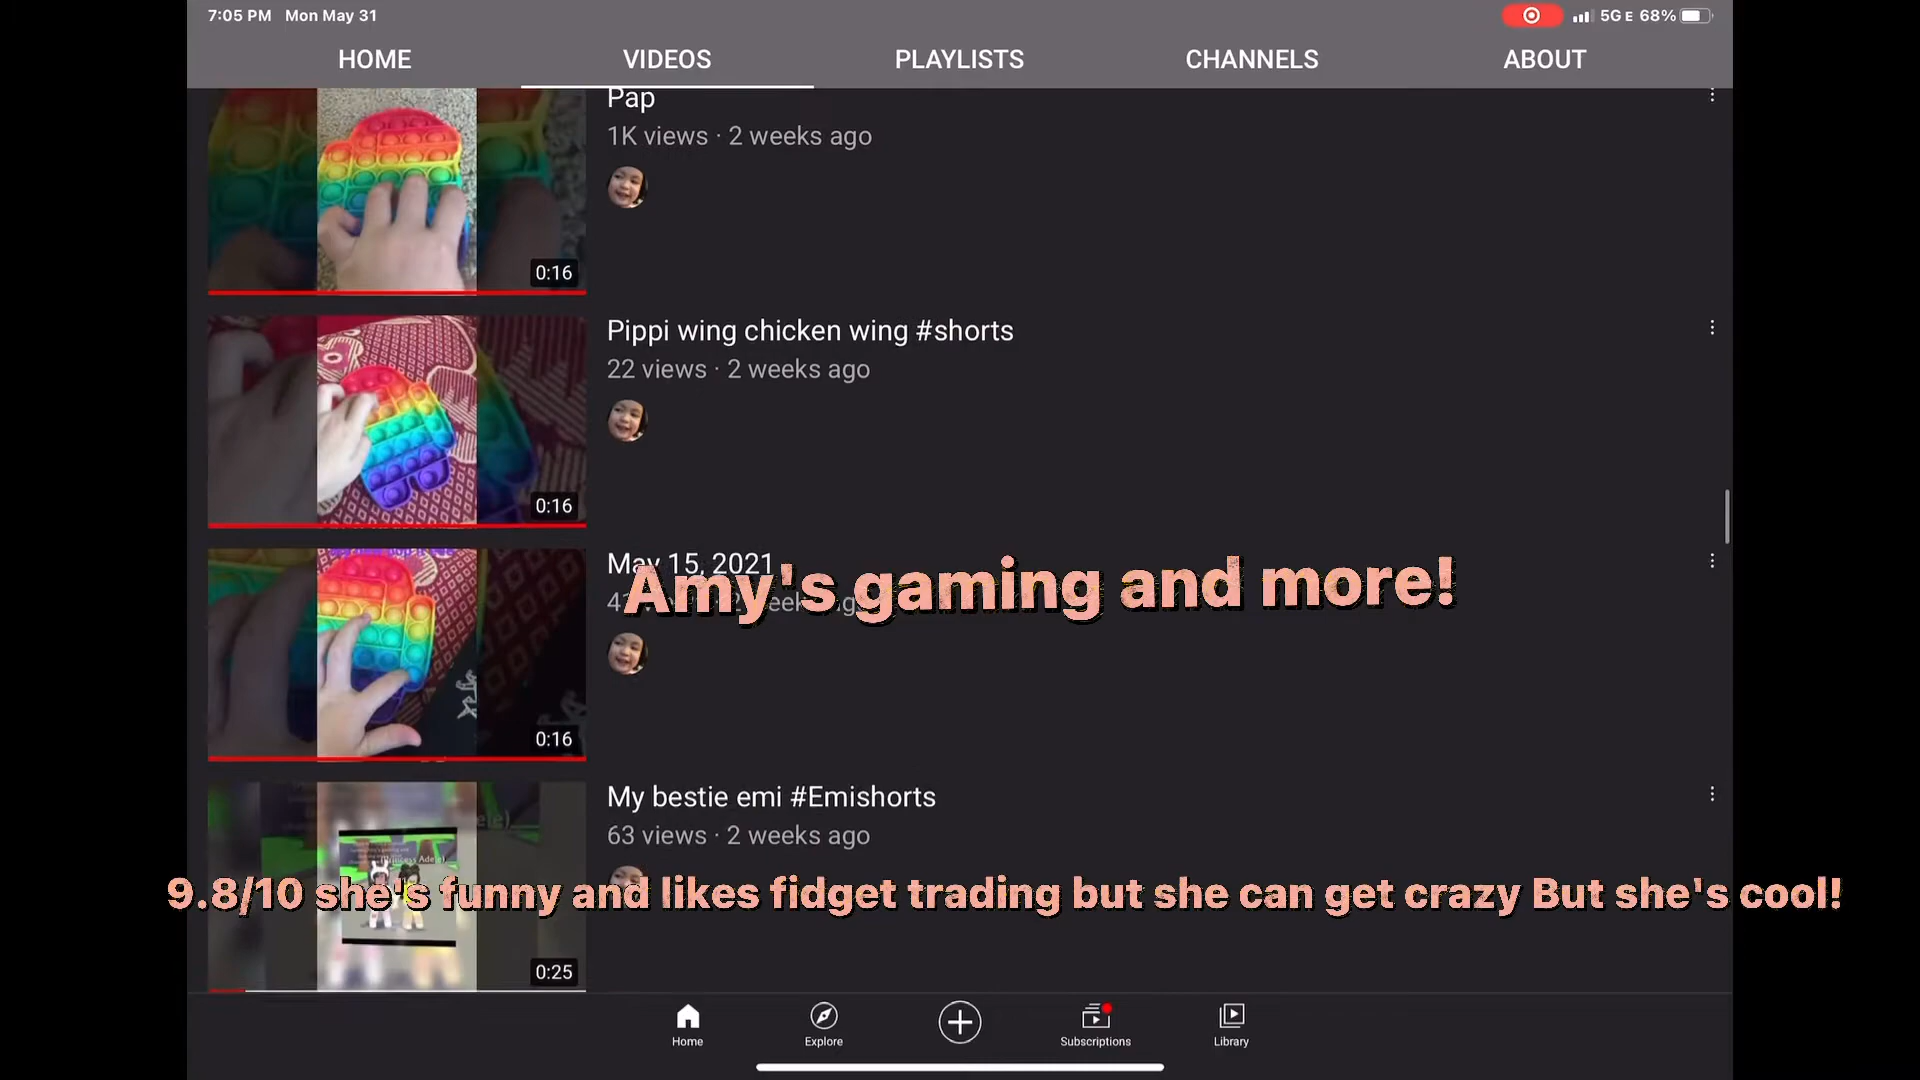 7:05 PM Mon May 31
5GE 68%
HOME VIDEOS PLAYLISTS CHANNELS ABOUT
Pap
1K views · 2 weeks ago
0:16
Pippi wing chicken wing #shorts
22 views · 2 weeks ago
0:16
May 15, 2021
Amy's gaming and more!
0:16
My bestie emi #Emishorts
63 views · 2 weeks ago
(Princess Adele)
9.8/10 she's funny and likes fidget trading but she can get crazy But she's cool!
0:25
Home Explore Subscriptions Library